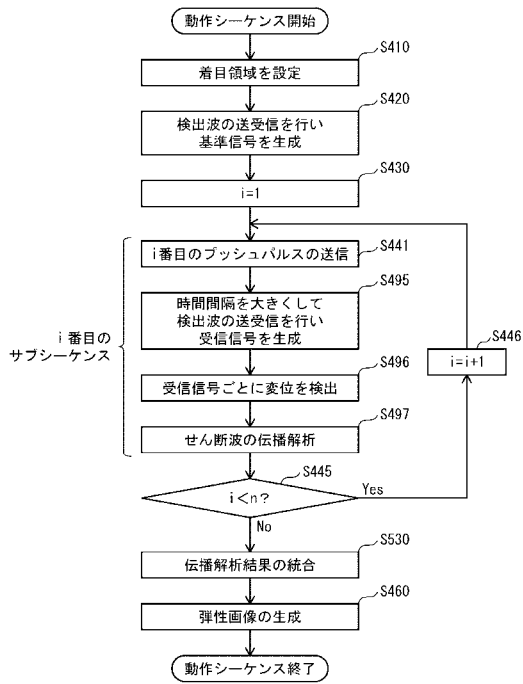 動作シーケンス開始
S410
着目領域を設定
S420
検出波の送受信を行い
基準信号を生成
S430
i=1
i番目のプッシュパルスの送信
S441
S495
時間間隔を大きくして
検出波の送受信を行い
受信信号を生成
i番目の
サブシーケンス
S446
i=i+1
S496
受信信号ごとに変位を検出
S497
せん断波の伝播解析
S445
i<n?
Yes
No
S530
伝播解析結果の統合
S460
弾性画像の生成
動作シーケンス終了